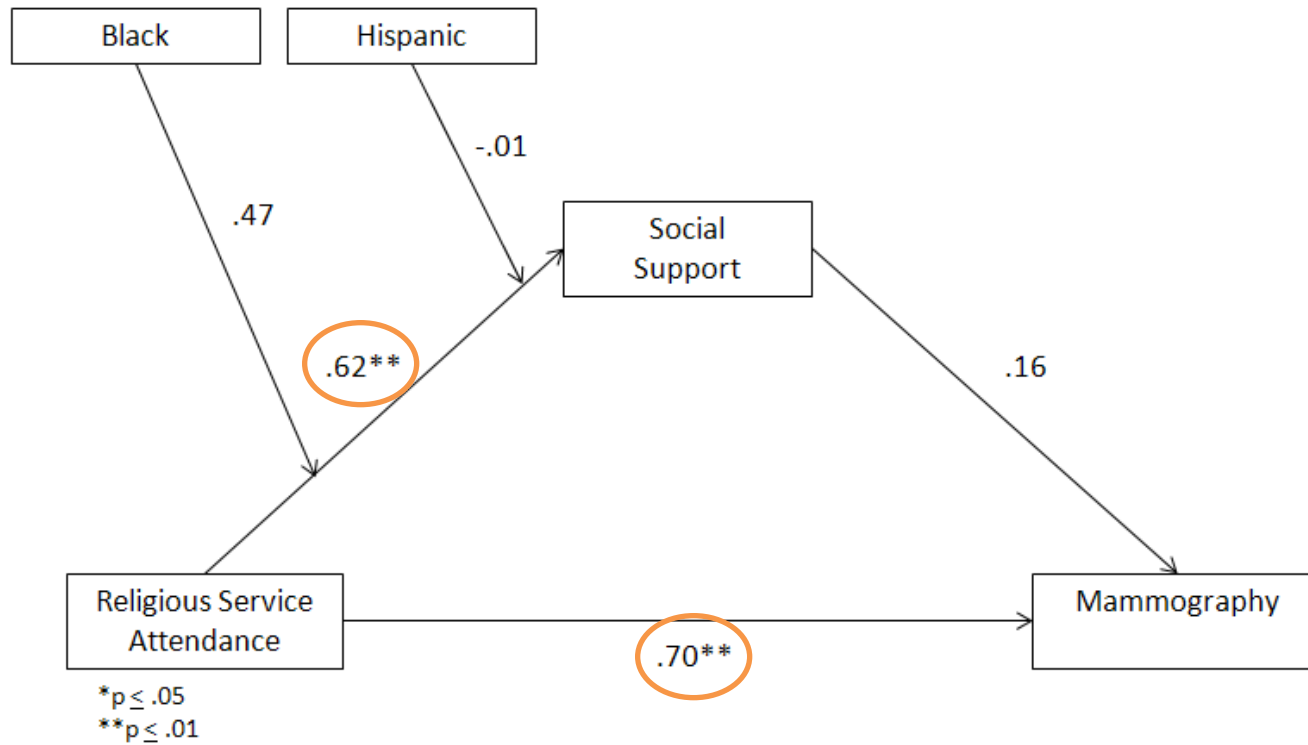 Black
Hispanic
-.01
.47
Social
Support
.62**
.16
Religious Service
Attendance
Mammography
.70**
*p ≤ .05
**p ≤ .01